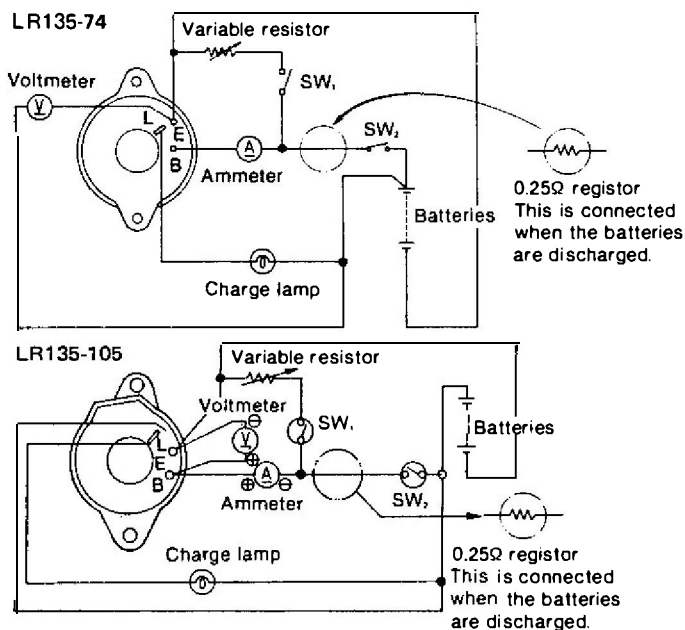 LR135-74
Variable resistor
Voltmeter
V
L
E
B
SW₁
A
Ammeter
SW₂
Batteries
Charge lamp
0.25Ω registor
This is connected
when the batteries
are discharged.
LR135-105
Variable resistor
Voltmeter
⊖
V
⊕
L
E
B
SW₁
⊕ A ⊖
Ammeter
SW₂
Batteries
Charge lamp
0.25Ω registor
This is connected
when the batteries
are discharged.